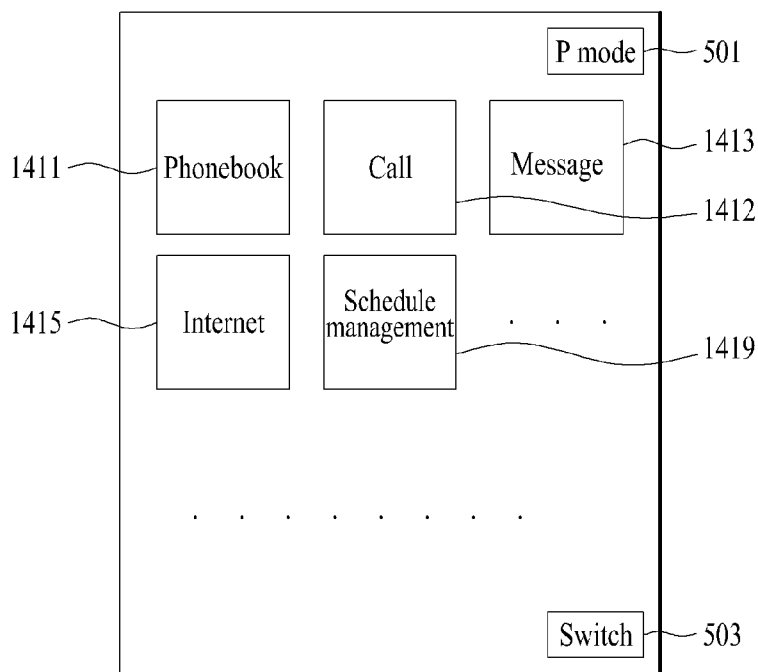 P mode
501
1411
Phonebook
Call
Message
1413
1412
1415
Internet
Schedule
management
1419
Switch
503